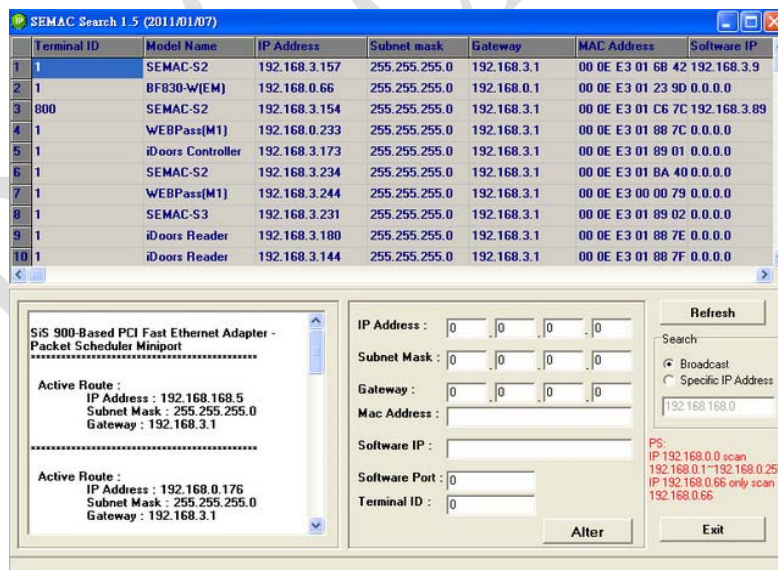 SEMAC Search 1.5 (2011/01/07)
Terminal ID Model Name IP Address Subnet mask Gateway MAC Address Software IP
1 1 SEMAC-S2 192.168.3.157 255.255.255.0 192.168.3.1 00 0E E3 01 6B 42 192.168.3.9
2 1 BF830-W(EM) 192.168.0.66 255.255.255.0 192.168.0.1 00 0E E3 01 23 9D 0.0.0.0
3 800 SEMAC-S2 192.168.3.154 255.255.255.0 192.168.3.1 00 0E E3 01 C6 7C 192.168.3.89
4 1 WEBPass(M1) 192.168.0.233 255.255.255.0 192.168.3.1 00 0E E3 01 88 7C 0.0.0.0
5 1 iDoors Controller 192.168.3.173 255.255.255.0 192.168.3.1 00 0E E3 01 89 01 0.0.0.0
6 1 SEMAC-S2 192.168.3.234 255.255.255.0 192.168.3.1 00 0E E3 01 BA 40 0.0.0.0
7 1 WEBPass(M1) 192.168.3.244 255.255.255.0 192.168.3.1 00 0E E3 00 00 79 0.0.0.0
8 1 SEMAC-S3 192.168.3.231 255.255.255.0 192.168.3.1 00 0E E3 01 89 02 0.0.0.0
9 1 iDoors Reader 192.168.3.180 255.255.255.0 192.168.3.1 00 0E E3 01 88 7E 0.0.0.0
10 1 iDoors Reader 192.168.3.144 255.255.255.0 192.168.3.1 00 0E E3 01 88 7F 0.0.0.0
SiS 900-Based PCI Fast Ethernet Adapter -
Packet Scheduler Miniport
Active Route :
IP Address : 192.168.168.5
Subnet Mask : 255.255.255.0
Gateway : 192.168.3.1
Active Route :
IP Address : 192.168.0.176
Subnet Mask : 255.255.255.0
Gateway : 192.168.3.1
IP Address : 0 . 0 . 0 . 0
Subnet Mask : 0 . 0 . 0 . 0
Gateway : 0 . 0 . 0 . 0
Mac Address :
Software IP :
Software Port : 0
Terminal ID : 0
Alter
Refresh
Search
Broadcast
Specific IP Address
192.168.168.0
PS:
IP 192.168.0.0 scan
192.168.0.1~192.168.0.25
IP 192.168.0.66 only scan
192.168.0.66
Exit